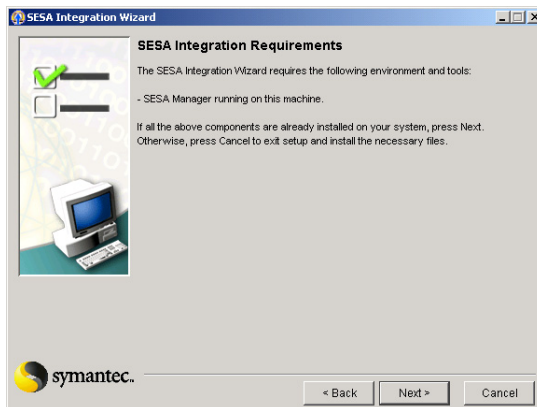 SESA Integration Wizard
SESA Integration Requirements
The SESA Integration Wizard requires the following environment and tools:
- SESA Manager running on this machine.
If all the above components are already installed on your system, press Next.
Otherwise, press Cancel to exit setup and install the necessary files.
symantec.
< Back
Next >
Cancel